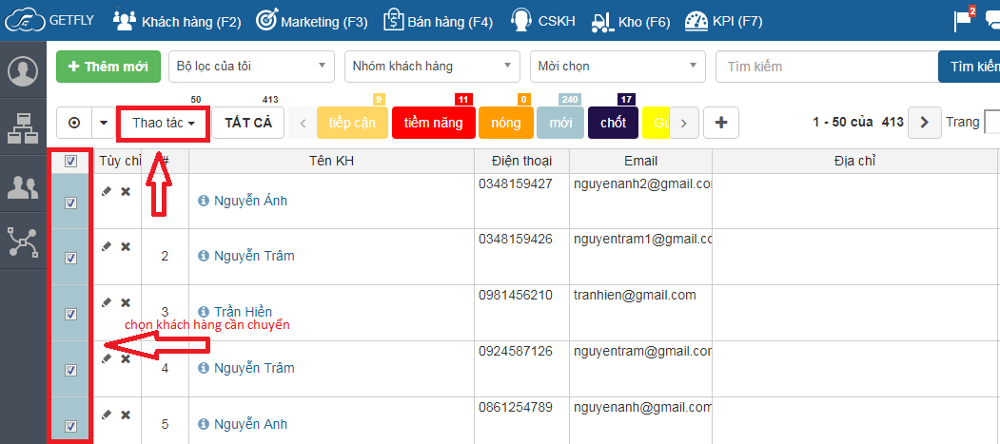 GETFLY Khách hàng (F2) Marketing (F3) Bán hàng (F4) CSKH Kho (F6) KPI (F7) 2
+ Thêm mới Bộ lọc của tôi Nhóm khách hàng Mời chọn Tìm kiếm Tìm kiếm
50 413 9 11 0 240 17
Thao tác TẤT CẢ tiếp cận tiềm năng nóng mới chốt 1 - 50 của 413 Trang
Tùy chỉ # Tên KH Điện thoại Email Địa chỉ
Nguyễn Ánh 0348159427 nguyenanh2@gmail.com
2 Nguyễn Trâm 0348159426 nguyentram1@gmail.co
3 Trần Hiền 0981456210 tranhien@gmail.com
chọn khách hàng cần chuyển
4 Nguyễn Trâm 0924587126 nguyentram@gmail.com
5 Nguyễn Anh 0861254789 nguyenanh@gmail.com